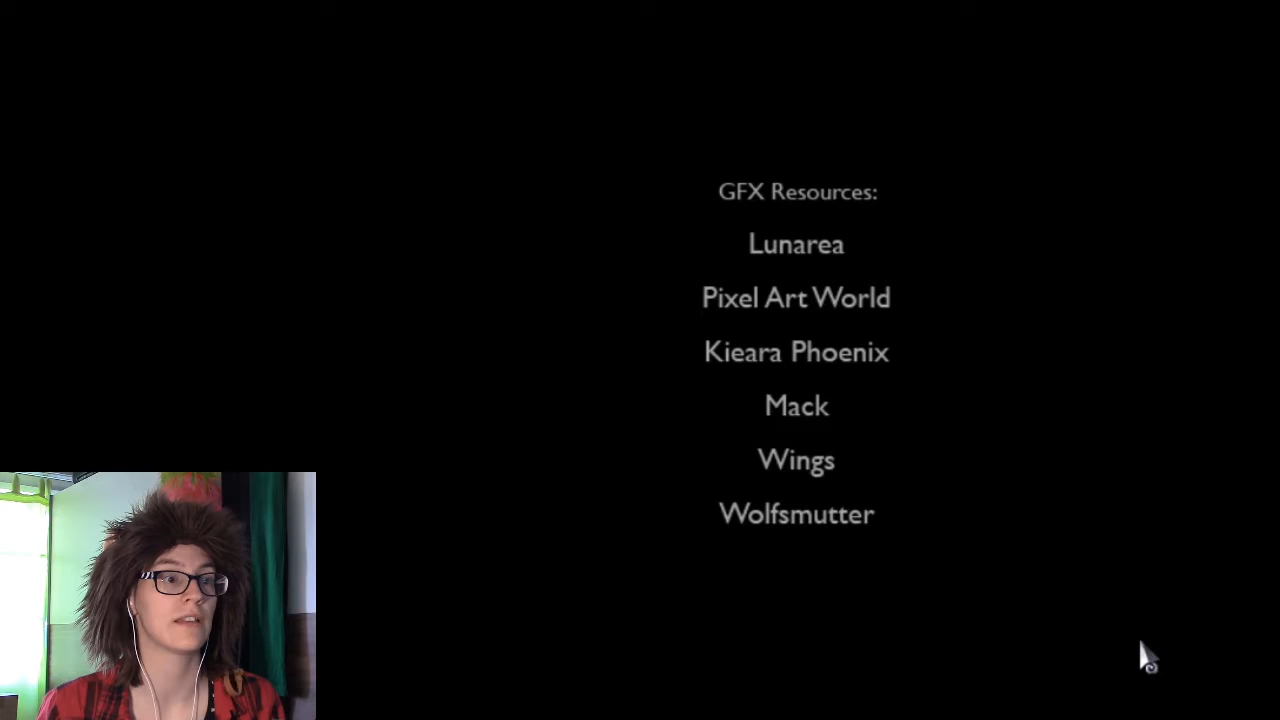 GFX Resources:
Lunarea
Pixel Art World
Kieara Phoenix
Mack
Wings
Wolfsmutter